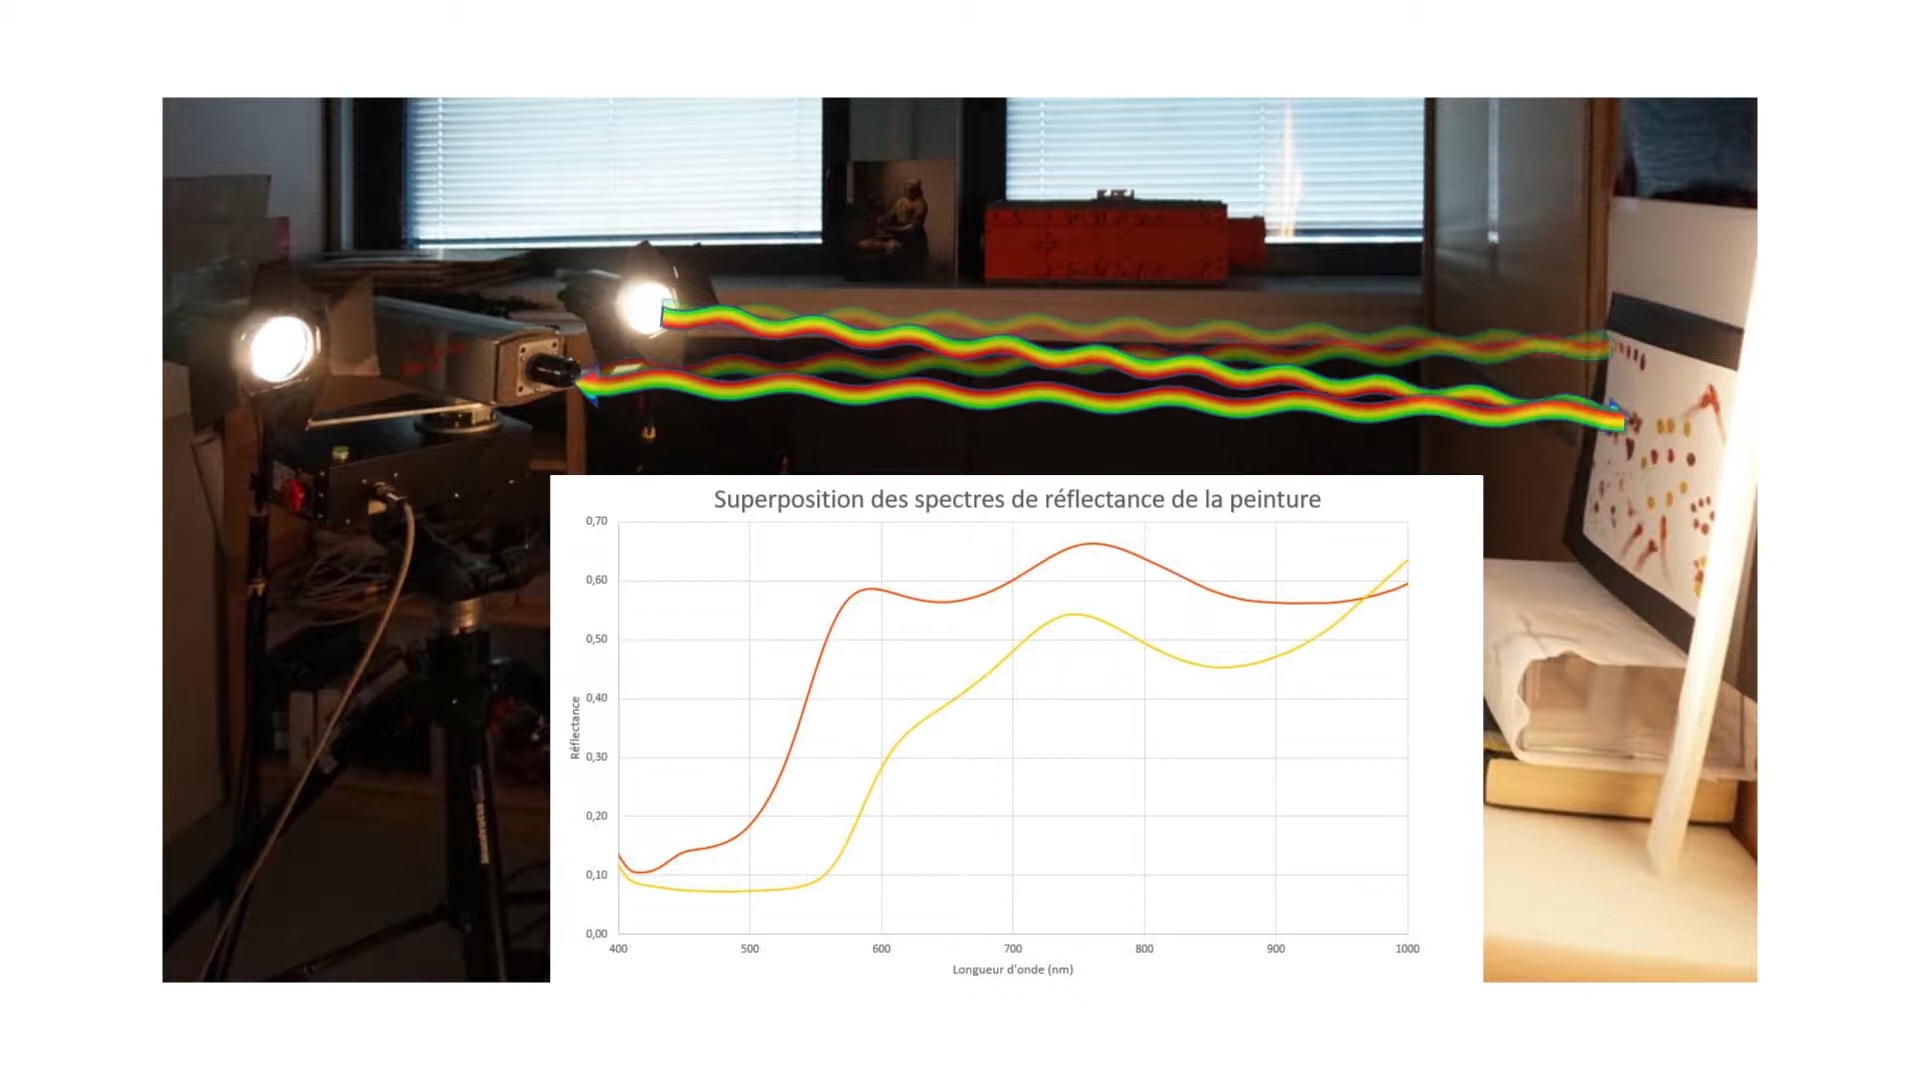 Superposition des spectres de réflectance de la peinture
0,70
0,60
0,50
0,40
0,30
0,20
0,10
0,00
Réflectance
400 500 600 700 800 900 1000
Longueur d'onde (nm)